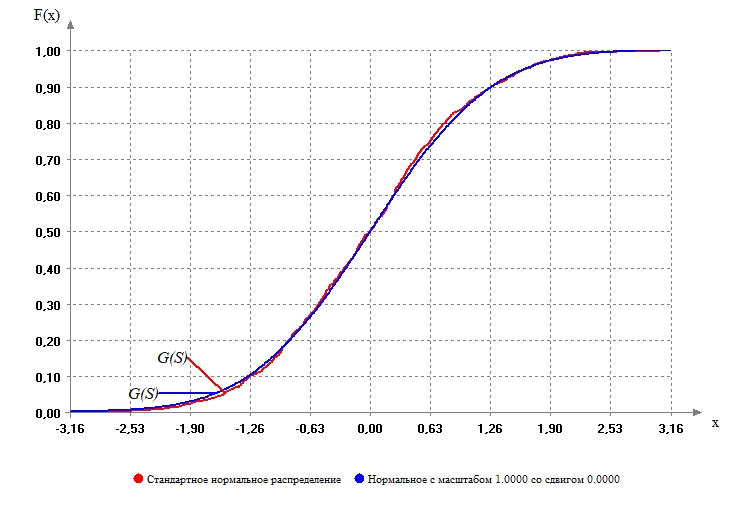 F(x)
1,00
0,90
0,80
0,70
0,60
0,50
0,40
0,30
0,20
G(S)
0,10
G(S)
0,00
-3,16 -2,53 -1,90 -1,26 -0,63 0,00 0,63 1,26 1,90 2,53 3,16 x
Стандартное нормальное распределение Нормальное с масштабом 1.0000 со сдвигом 0.0000